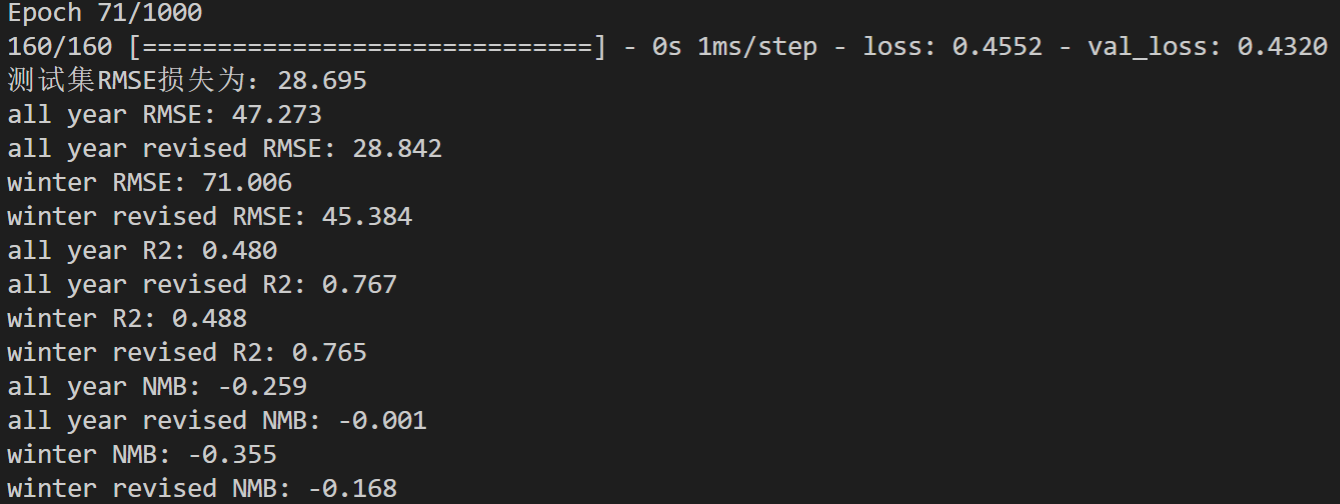 Epoch 71/1000
160/160 [==============================] - 0s 1ms/step - loss: 0.4552 - val_loss: 0.4320
测试集RMSE损失为：28.695
all year RMSE: 47.273
all year revised RMSE: 28.842
winter RMSE: 71.006
winter revised RMSE: 45.384
all year R2: 0.480
all year revised R2: 0.767
winter R2: 0.488
winter revised R2: 0.765
all year NMB: -0.259
all year revised NMB: -0.001
winter NMB: -0.355
winter revised NMB: -0.168